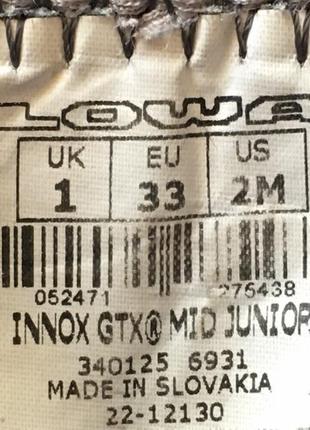 LOWA
UK EU US
1 33 2M
052471 276438
INNOX GTX® MID JUNIOR
340125 6931
MADE IN SLOVAKIA
22-12130